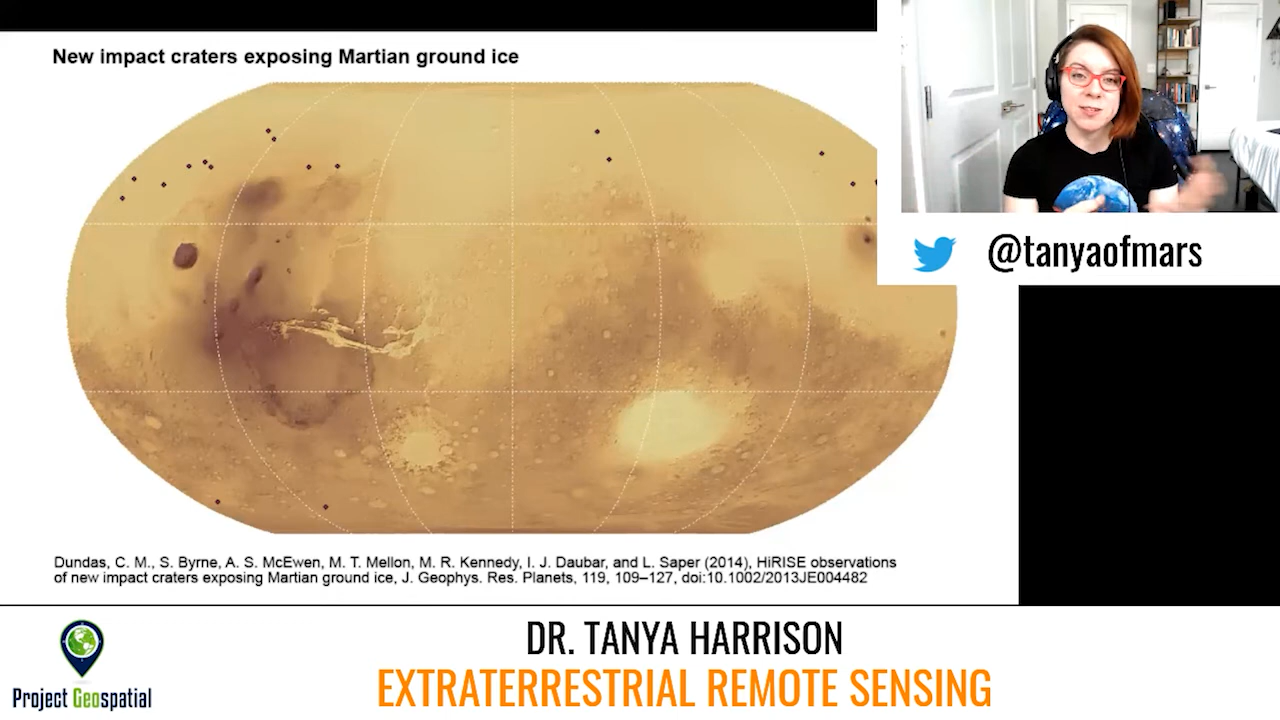 New impact craters exposing Martian ground ice
@tanyaofmars
Dundas, C. M., S. Byrne, A. S. McEwen, M. T. Mellon, M. R. Kennedy, I. J. Daubar, and L. Saper (2014), HiRISE observations
of new impact craters exposing Martian ground ice, J. Geophys. Res. Planets, 119, 109–127, doi:10.1002/2013JE004482
DR. TANYA HARRISON
EXTRATERRESTRIAL REMOTE SENSING
Project Geospatial